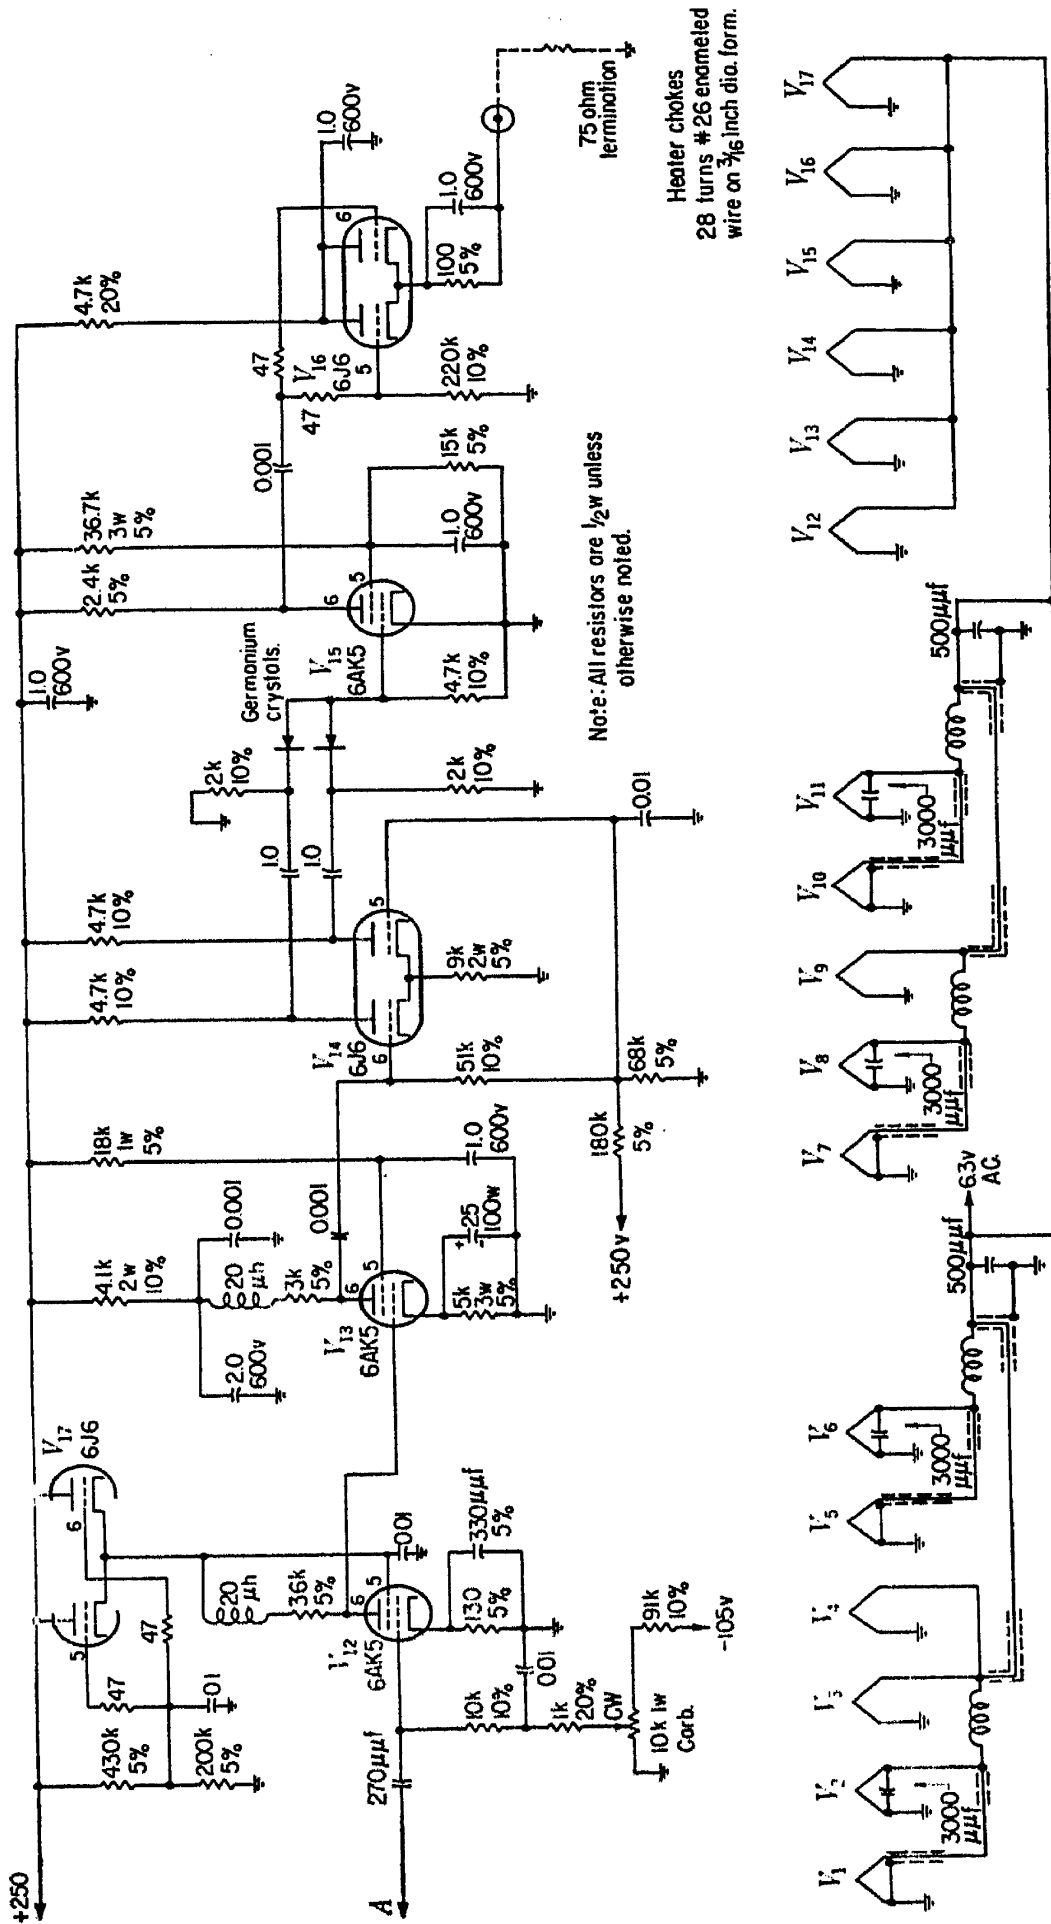 +250
430k
5%
200k
5%
47
.01
47
5
6
V17
6J6
20
μh
36k
5%
6
5
.001
V12
6AK5
130
5%
330μμf
5%
270μμf
A
10k
10%
.001
1k
20%
CW
10k 1w
Carb.
91k
10%
-105v
2.0
600v
4.1k
2w
10%
0.001
20
μh
3k
5%
18k
1w
5%
0.001
6
5
V13
6AK5
5k
3w
5%
+
25
100w
1.0
600v
180k
5%
+250v
68k
5%
51k
10%
V14
6J6
6
5
9k
2w
5%
4.7k
10%
4.7k
10%
1.0
1.0
0.01
2k
10%
2k
10%
Germanium
crystals.
1.0
600v
V15
6AK5
6
5
4.7k
10%
2.4k
5%
36.7k
3w
5%
1.0
600v
15k
5%
0.001
47
47
V16
6J6
5
6
220k
10%
4.7k
20%
1.0
600v
100
5%
1.0
600v
75 ohm
termination
Note: All resistors are 1/2w unless
otherwise noted.
Heater chokes
28 turns #26 enameled
wire on 3/16 inch dia. form.
V1
V2
3000
μμf
V3
V4
V5
V6
3000
μμf
500μμf
6.3v
AC.
V7
V8
3000
μμf
V9
V10
V11
3000
μμf
500μμf
V12
V13
V14
V15
V16
V17